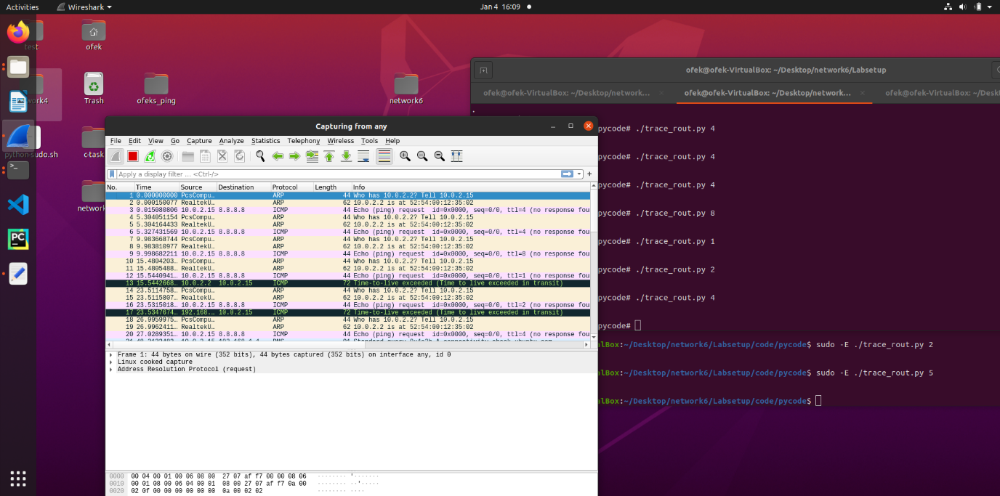 Activities Wireshark Jan 4 16:09
test ofek
work4 Trash ofeks_ping network6
python-sudo.sh c-task
network
ofek@ofek-VirtualBox: ~/Desktop/network6/Labsetup
ofek@ofek-VirtualBox: ~/Desktop/network... × ofek@ofek-VirtualBox: ~/Desktop/network... × ofek@ofek-VirtualBox: ~/Desk
pycode# ./trace_rout.py 4
pycode# ./trace_rout.py 4
pycode# ./trace_rout.py 4
pycode# ./trace_rout.py 8
pycode# ./trace_rout.py 1
pycode# ./trace_rout.py 2
pycode# ./trace_rout.py 4
pycode#
alBox:~/Desktop/network6/Labsetup/code/pycode$ sudo -E ./trace_rout.py 2
alBox:~/Desktop/network6/Labsetup/code/pycode$ sudo -E ./trace_rout.py 5
alBox:~/Desktop/network6/Labsetup/code/pycode$
Capturing from any
File Edit View Go Capture Analyze Statistics Telephony Wireless Tools Help
Apply a display filter ... <Ctrl-/>
No. Time Source Destination Protocol Length Info
1 0.000000000 PcsCompu... ARP 44 Who has 10.0.2.2? Tell 10.0.2.15
2 0.000150077 RealtekU... ARP 62 10.0.2.2 is at 52:54:00:12:35:02
3 0.015080806 10.0.2.15 8.8.8.8 ICMP 44 Echo (ping) request id=0x0000, seq=0/0, ttl=4 (no response fou
4 5.304051154 PcsCompu... ARP 44 Who has 10.0.2.2? Tell 10.0.2.15
5 5.304164433 RealtekU... ARP 62 10.0.2.2 is at 52:54:00:12:35:02
6 5.327431569 10.0.2.15 8.8.8.8 ICMP 44 Echo (ping) request id=0x0000, seq=0/0, ttl=4 (no response fou
7 9.983668744 PcsCompu... ARP 44 Who has 10.0.2.2? Tell 10.0.2.15
8 9.983810977 RealtekU... ARP 62 10.0.2.2 is at 52:54:00:12:35:02
9 9.998682211 10.0.2.15 8.8.8.8 ICMP 44 Echo (ping) request id=0x0000, seq=0/0, ttl=8 (no response fou
10 15.4804203... PcsCompu... ARP 44 Who has 10.0.2.2? Tell 10.0.2.15
11 15.4805488... RealtekU... ARP 62 10.0.2.2 is at 52:54:00:12:35:02
12 15.5440941... 10.0.2.15 8.8.8.8 ICMP 44 Echo (ping) request id=0x0000, seq=0/0, ttl=1 (no response fou
13 15.5442668... 10.0.2.2 10.0.2.15 ICMP 72 Time-to-live exceeded (Time to live exceeded in transit)
14 23.5114758... PcsCompu... ARP 44 Who has 10.0.2.2? Tell 10.0.2.15
15 23.5115807... RealtekU... ARP 62 10.0.2.2 is at 52:54:00:12:35:02
16 23.5315018... 10.0.2.15 8.8.8.8 ICMP 44 Echo (ping) request id=0x0000, seq=0/0, ttl=2 (no response fou
17 23.5347674... 192.168.... 10.0.2.15 ICMP 72 Time-to-live exceeded (Time to live exceeded in transit)
18 26.9959975... PcsCompu... ARP 44 Who has 10.0.2.2? Tell 10.0.2.15
19 26.9962411... RealtekU... ARP 62 10.0.2.2 is at 52:54:00:12:35:02
20 27.0289351... 10.0.2.15 8.8.8.8 ICMP 44 Echo (ping) request id=0x0000, seq=0/0, ttl=4 (no response fou
Frame 1: 44 bytes on wire (352 bits), 44 bytes captured (352 bits) on interface any, id 0
Linux cooked capture
Address Resolution Protocol (request)
0000 00 04 00 01 00 06 08 00 27 07 af f7 00 00 08 06 ········ '·······
0010 00 01 08 00 06 04 00 01 08 00 27 07 af f7 0a 00 ········ ··'·····
0020 02 0f 00 00 00 00 00 00 0a 00 02 02 ········ ····